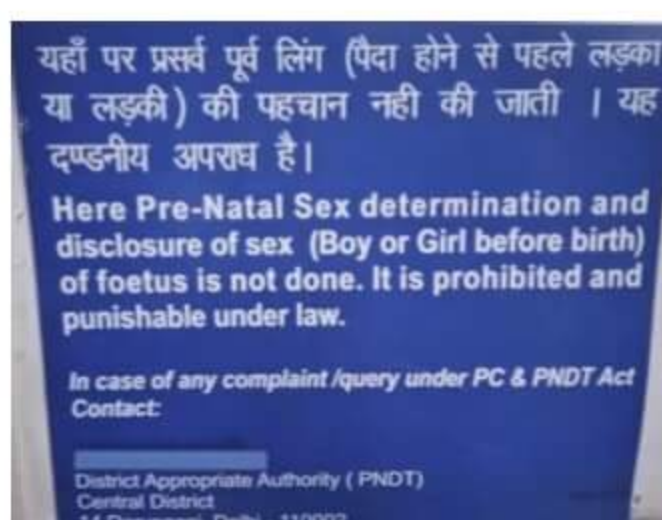 यहाँ पर प्रसर्व पूर्व लिंग (पैदा होने से पहले लड़का
या लड़की) की पहचान नही की जाती । यह
दण्डनीय अपराध है।
Here Pre-Natal Sex determination and
disclosure of sex (Boy or Girl before birth)
of foetus is not done. It is prohibited and
punishable under law.
In case of any complaint /query under PC & PNDT Act
Contact:
District Appropriate Authority ( PNDT)
Central District
Delhi